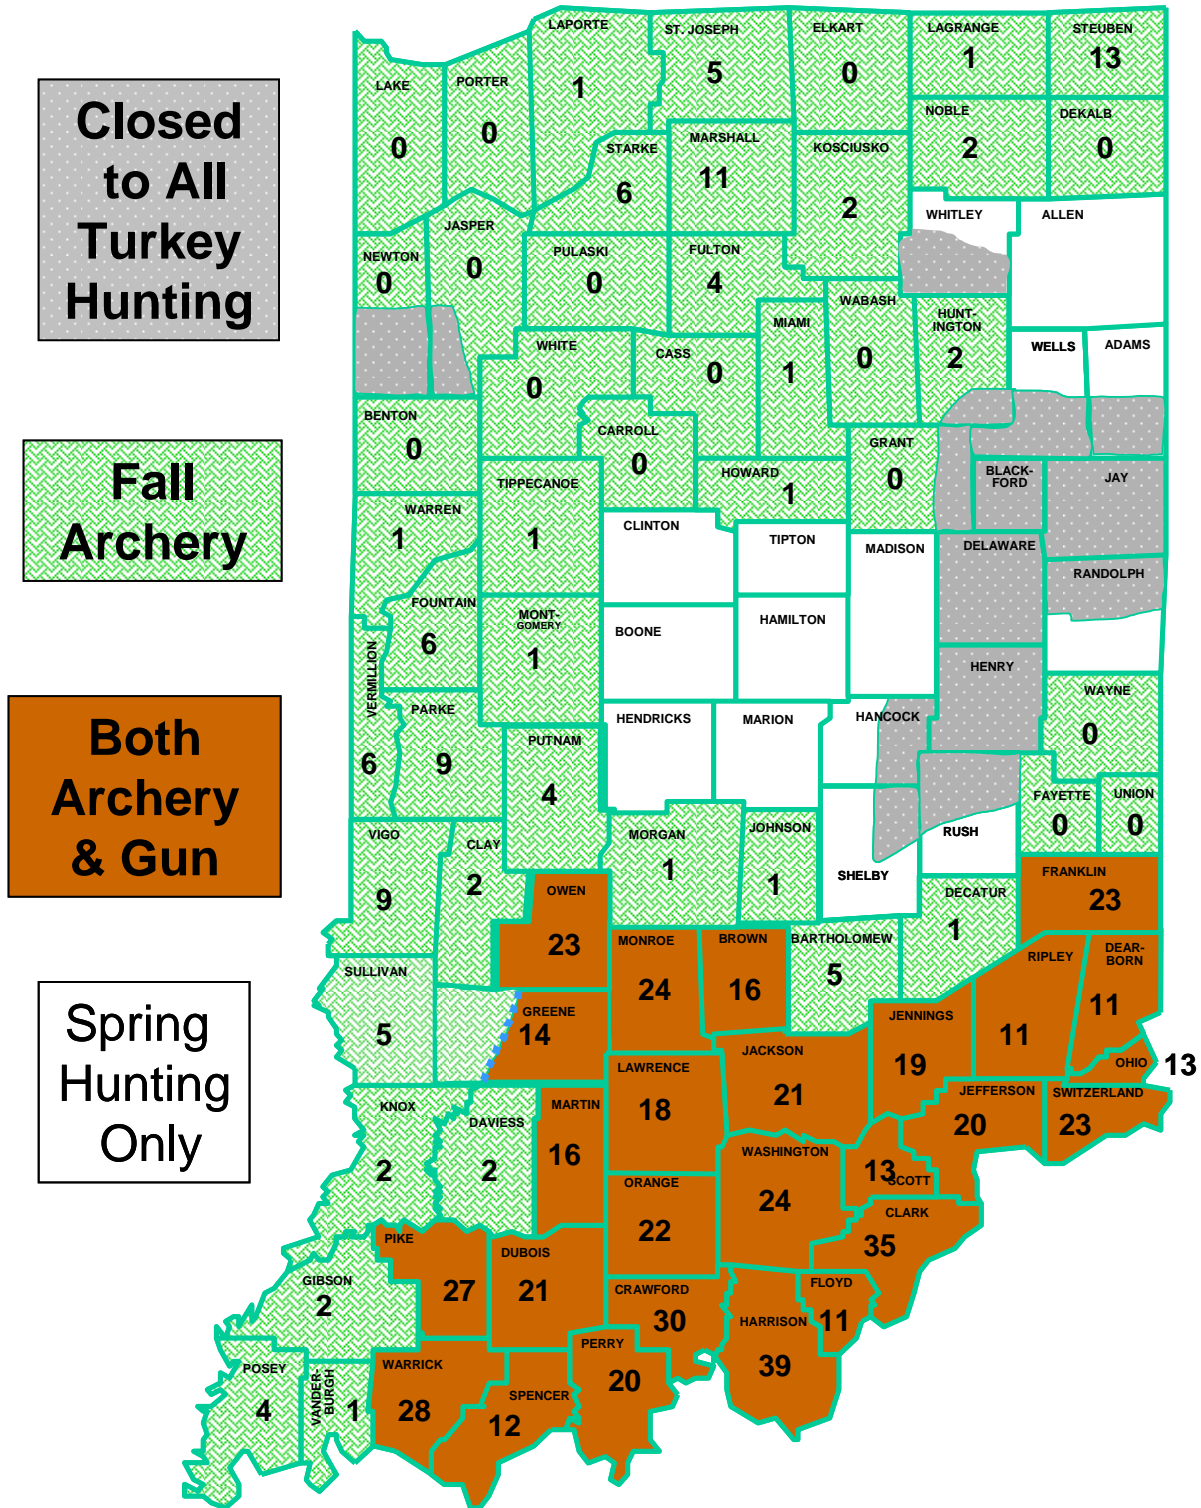 Closed
to All
Turkey
Hunting
Fall
Archery
Both
Archery
& Gun
Spring
Hunting
Only
LAKE
0
PORTER
0
LAPORTE
1
ST. JOSEPH
5
ELKART
0
LAGRANGE
1
STEUBEN
13
NOBLE
2
DEKALB
0
STARKE
6
MARSHALL
11
KOSCIUSKO
2
WHITLEY
ALLEN
NEWTON
0
JASPER
0
PULASKI
0
FULTON
4
WABASH
0
HUNT-
INGTON
2
MIAMI
1
WHITE
0
CASS
0
WELLS
ADAMS
BENTON
0
CARROLL
0
HOWARD
1
GRANT
0
BLACK-
FORD
JAY
WARREN
1
TIPPECANOE
1
CLINTON
TIPTON
MADISON
DELAWARE
RANDOLPH
FOUNTAIN
6
MONT-
GOMERY
1
BOONE
HAMILTON
HENRY
VERMILLION
6
PARKE
9
PUTNAM
4
HENDRICKS
MARION
HANCOCK
WAYNE
0
FAYETTE
0
UNION
0
VIGO
9
CLAY
2
MORGAN
1
JOHNSON
1
SHELBY
RUSH
OWEN
23
DECATUR
1
FRANKLIN
23
SULLIVAN
5
GREENE
14
MONROE
24
BROWN
16
BARTHOLOMEW
5
RIPLEY
11
DEAR-
BORN
11
JENNINGS
19
JACKSON
21
OHIO
13
KNOX
2
DAVIESS
2
MARTIN
16
LAWRENCE
18
JEFFERSON
20
SWITZERLAND
23
ORANGE
22
WASHINGTON
24
13
SCOTT
CLARK
35
PIKE
27
DUBOIS
21
GIBSON
2
CRAWFORD
30
HARRISON
39
FLOYD
11
POSEY
4
VANDER-
BURGH
1
WARRICK
28
SPENCER
12
PERRY
20